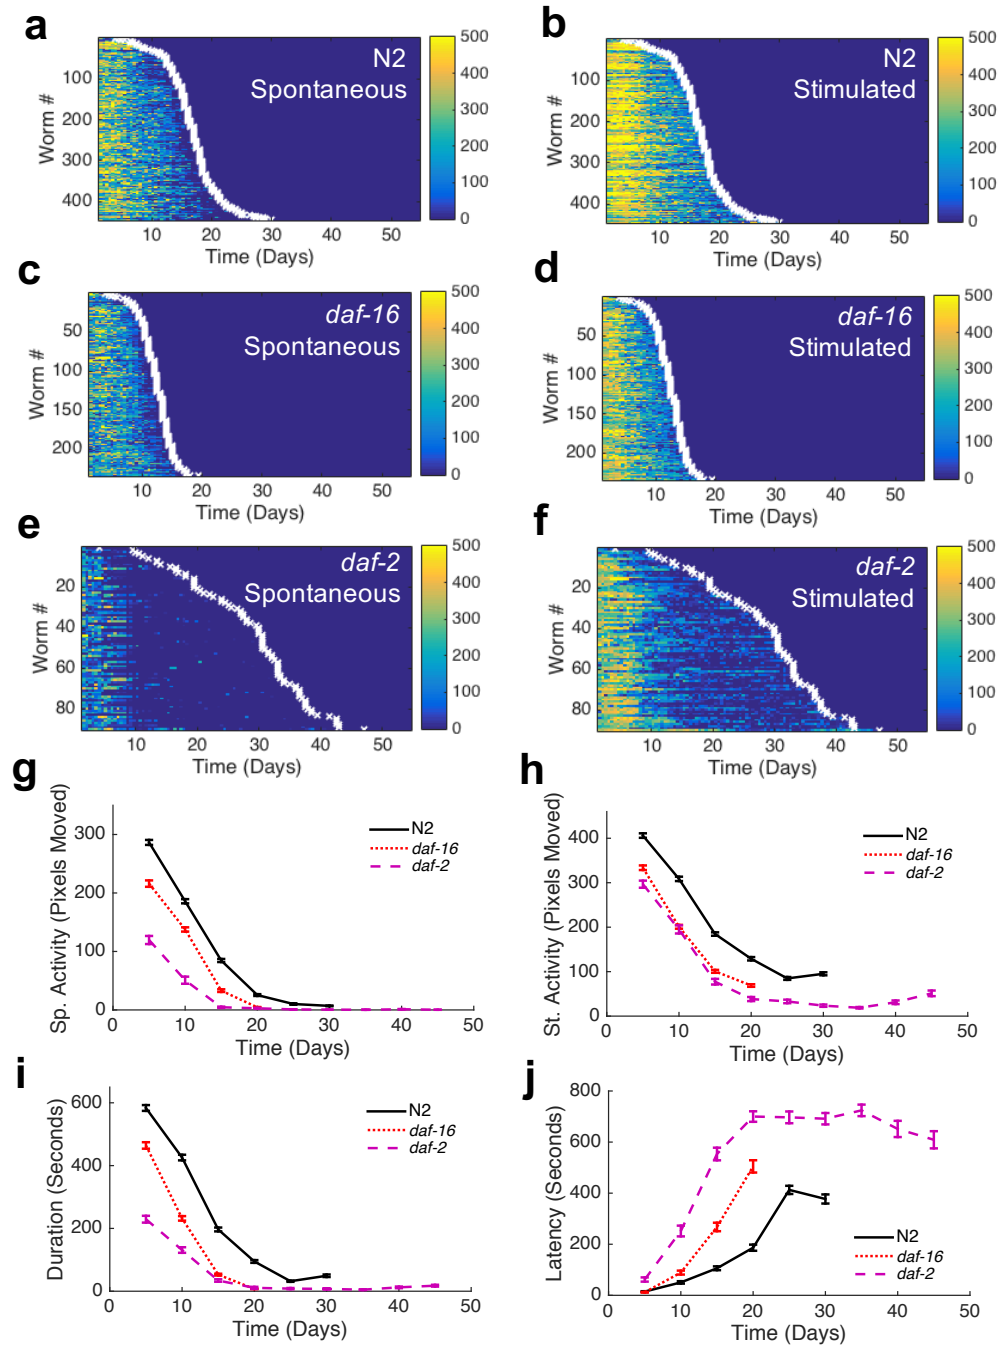 a
N2
Spontaneous
Worm #
100
200
300
400
10 20 30 40 50
Time (Days)
500
400
300
200
100
0
b
N2
Stimulated
Worm #
100
200
300
400
10 20 30 40 50
Time (Days)
500
400
300
200
100
0
c
daf-16
Spontaneous
Worm #
50
100
150
200
10 20 30 40 50
Time (Days)
500
400
300
200
100
0
d
daf-16
Stimulated
Worm #
50
100
150
200
10 20 30 40 50
Time (Days)
500
400
300
200
100
0
e
daf-2
Spontaneous
Worm #
20
40
60
80
10 20 30 40 50
Time (Days)
500
400
300
200
100
0
f
daf-2
Stimulated
Worm #
20
40
60
80
10 20 30 40 50
Time (Days)
500
400
300
200
100
0
g
Sp. Activity (Pixels Moved)
300
200
100
0
0 10 20 30 40 50
Time (Days)
N2
daf-16
daf-2
h
St. Activity (Pixels Moved)
400
300
200
100
0
0 10 20 30 40 50
Time (Days)
N2
daf-16
daf-2
i
Duration (Seconds)
600
400
200
0
0 10 20 30 40 50
Time (Days)
N2
daf-16
daf-2
j
Latency (Seconds)
800
600
400
200
0
0 10 20 30 40 50
Time (Days)
N2
daf-16
daf-2